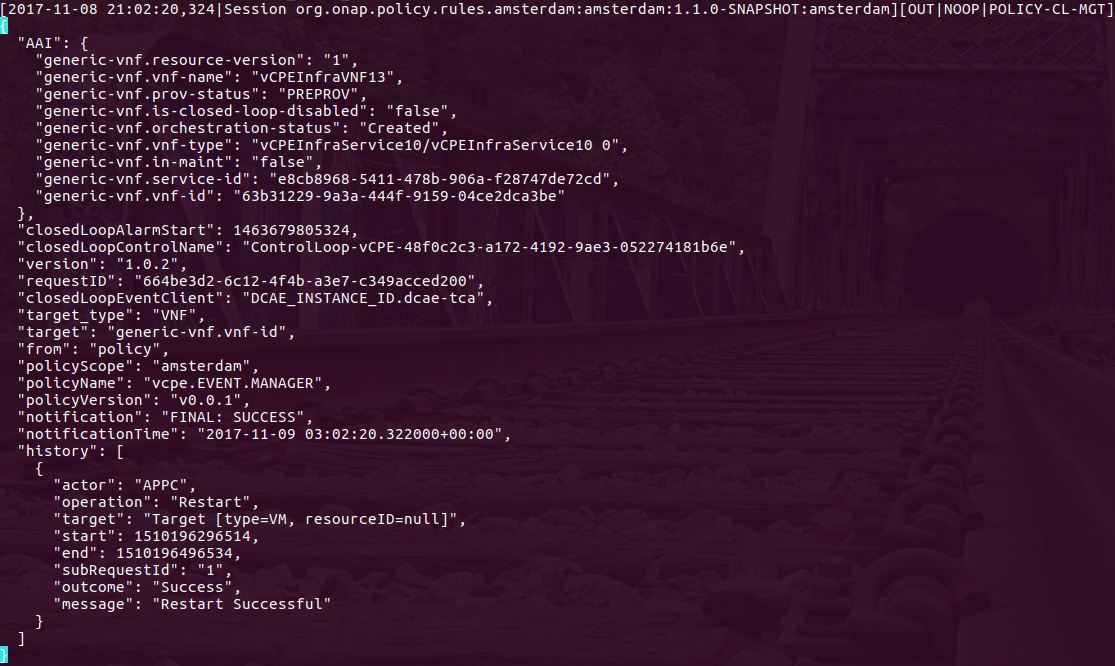 [2017-11-08 21:02:20,324|Session org.onap.policy.rules.amsterdam:amsterdam:1.1.0-SNAPSHOT:amsterdam][OUT|NOOP|POLICY-CL-MGT]
{
  "AAI": {
    "generic-vnf.resource-version": "1",
    "generic-vnf.vnf-name": "vCPEInfraVNF13",
    "generic-vnf.prov-status": "PREPROV",
    "generic-vnf.is-closed-loop-disabled": "false",
    "generic-vnf.orchestration-status": "Created",
    "generic-vnf.vnf-type": "vCPEInfraService10/vCPEInfraService10 0",
    "generic-vnf.in-maint": "false",
    "generic-vnf.service-id": "e8cb8968-5411-478b-906a-f28747de72cd",
    "generic-vnf.vnf-id": "63b31229-9a3a-444f-9159-04ce2dca3be"
  },
  "closedLoopAlarmStart": 1463679805324,
  "closedLoopControlName": "ControlLoop-vCPE-48f0c2c3-a172-4192-9ae3-052274181b6e",
  "version": "1.0.2",
  "requestID": "664be3d2-6c12-4f4b-a3e7-c349acced200",
  "closedLoopEventClient": "DCAE_INSTANCE_ID.dcae-tca",
  "target_type": "VNF",
  "target": "generic-vnf.vnf-id",
  "from": "policy",
  "policyScope": "amsterdam",
  "policyName": "vcpe.EVENT.MANAGER",
  "policyVersion": "v0.0.1",
  "notification": "FINAL: SUCCESS",
  "notificationTime": "2017-11-09 03:02:20.322000+00:00",
  "history": [
    {
      "actor": "APPC",
      "operation": "Restart",
      "target": "Target [type=VM, resourceID=null]",
      "start": 1510196296514,
      "end": 1510196496534,
      "subRequestId": "1",
      "outcome": "Success",
      "message": "Restart Successful"
    }
  ]
}